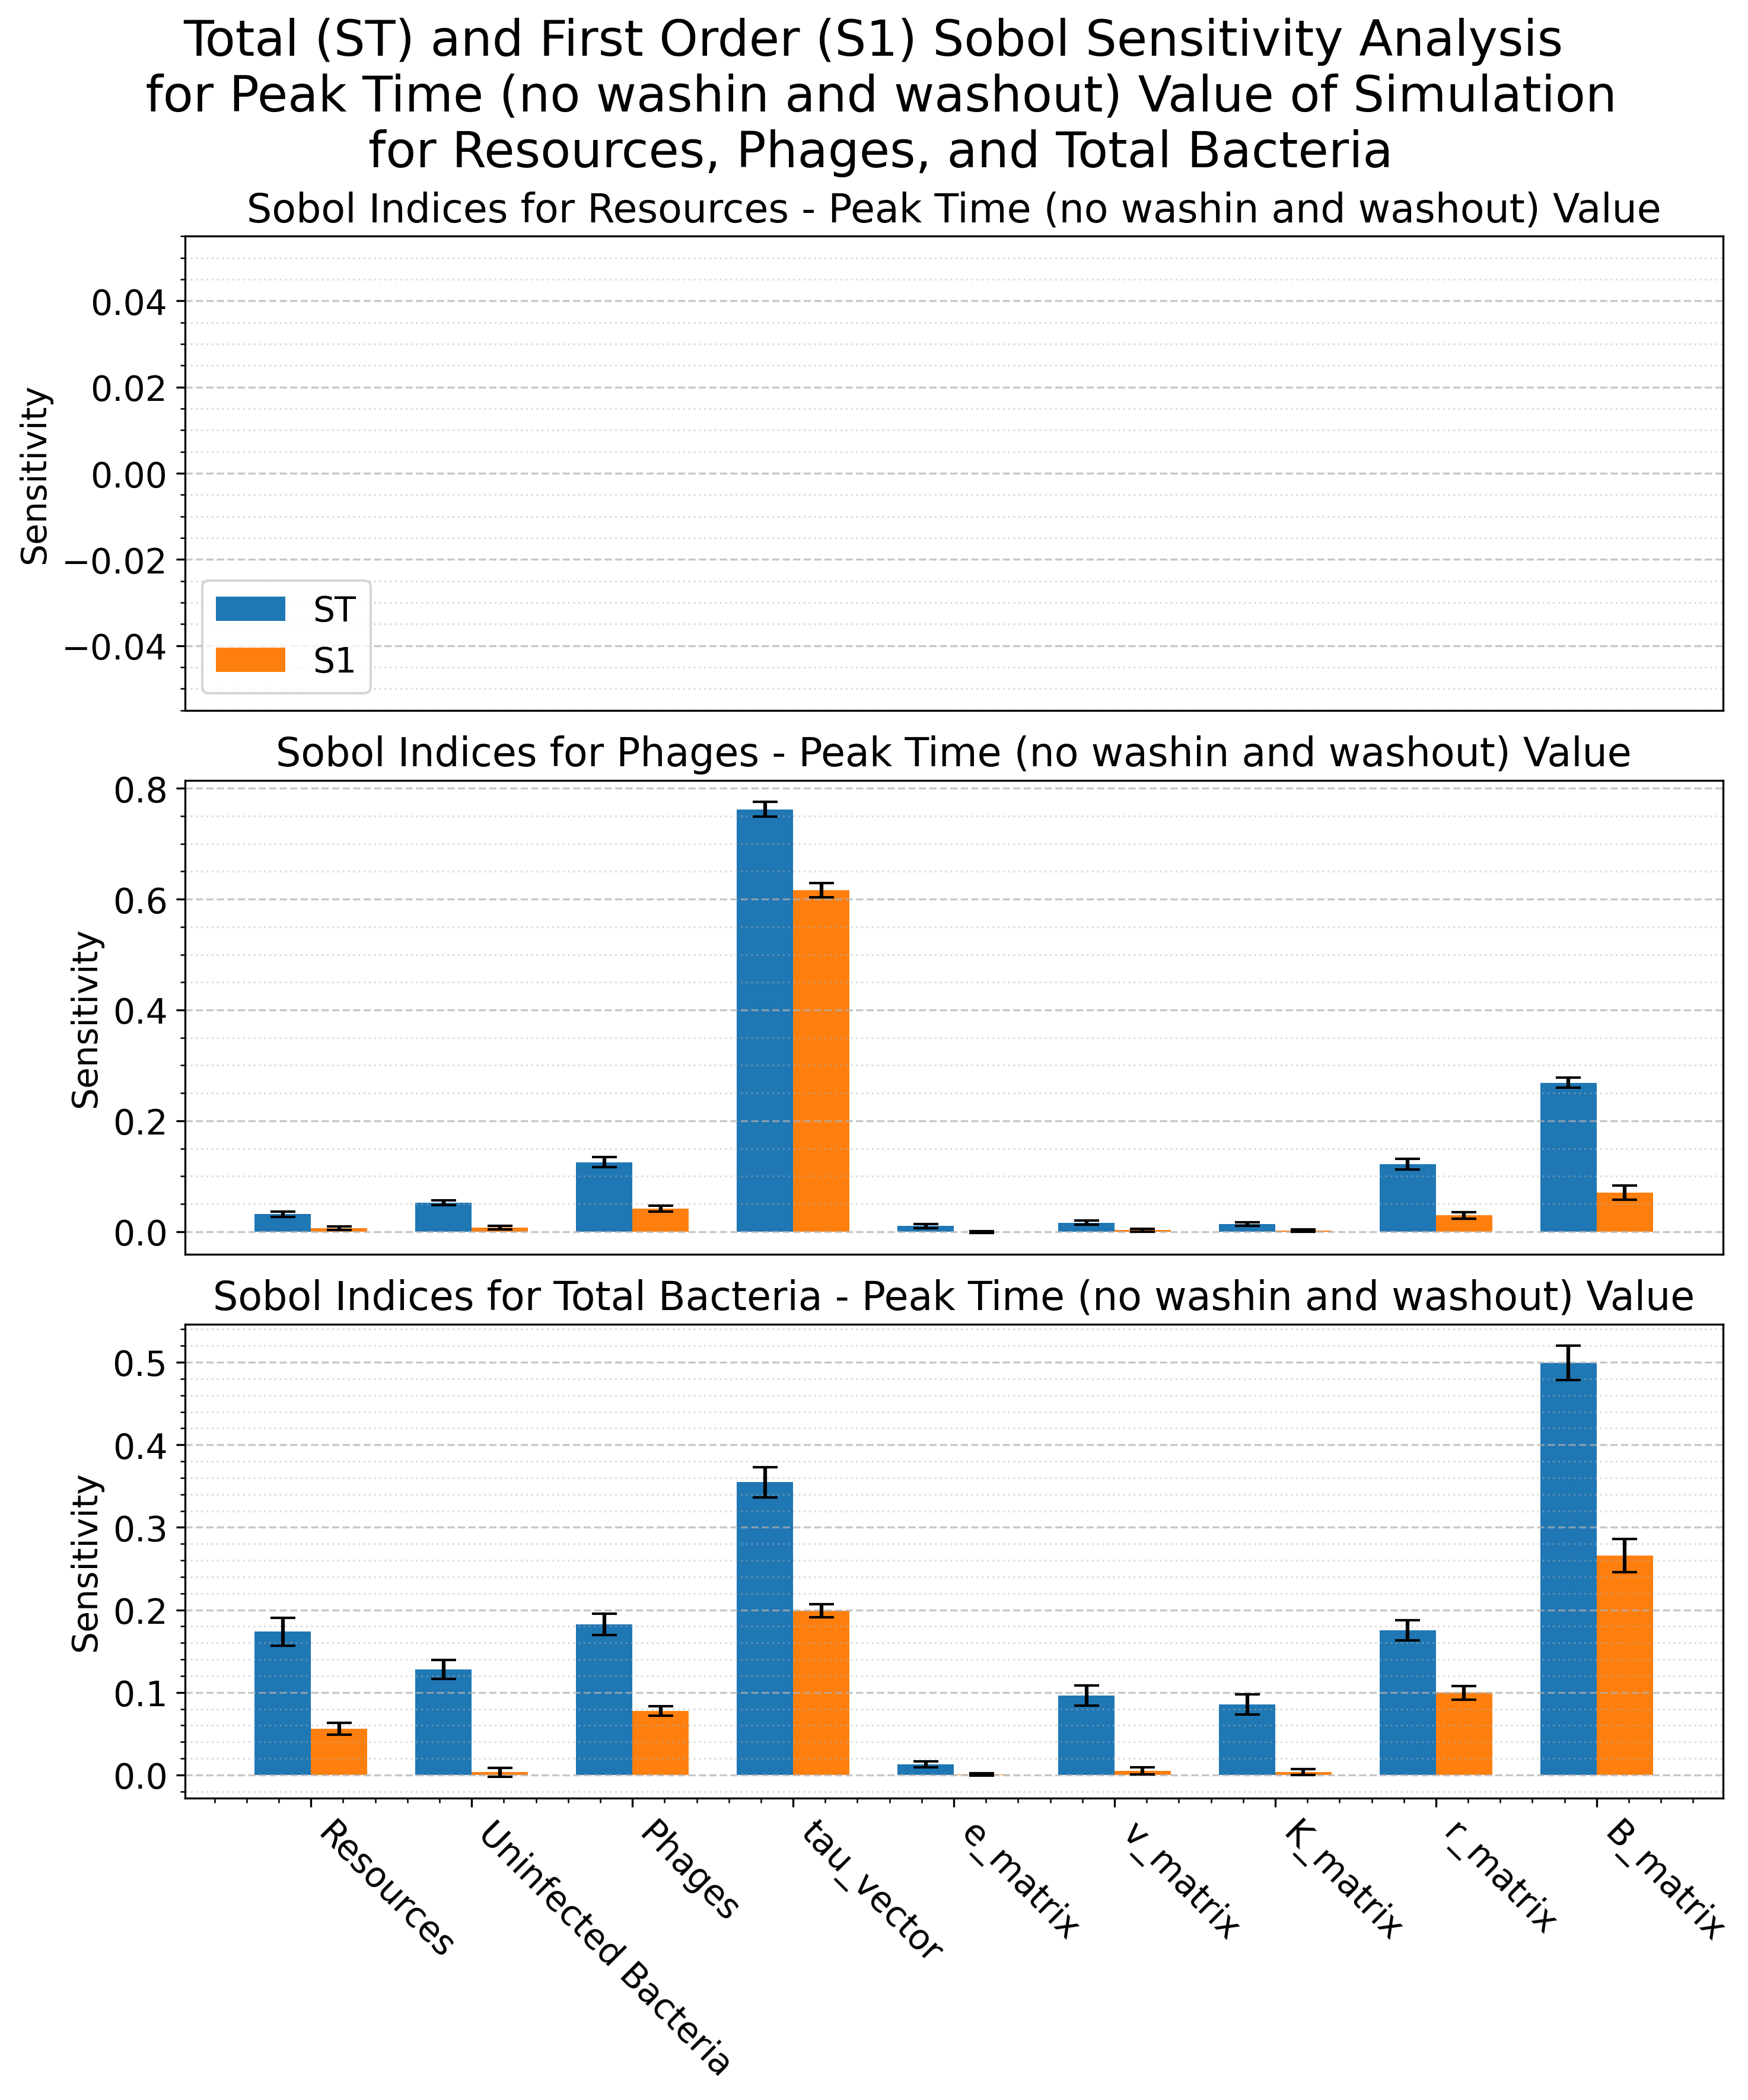 Total (ST) and First Order (S1) Sobol Sensitivity Analysis
for Peak Time (no washin and washout) Value of Simulation
for Resources, Phages, and Total Bacteria
Sobol Indices for Resources - Peak Time (no washin and washout) Value
Sensitivity
0.04
0.02
0.00
−0.02
−0.04
ST
S1
Sobol Indices for Phages - Peak Time (no washin and washout) Value
Sensitivity
0.8
0.6
0.4
0.2
0.0
Sobol Indices for Total Bacteria - Peak Time (no washin and washout) Value
Sensitivity
0.5
0.4
0.3
0.2
0.1
0.0
Resources
Uninfected Bacteria
Phages
tau_vector
e_matrix
v_matrix
K_matrix
r_matrix
B_matrix